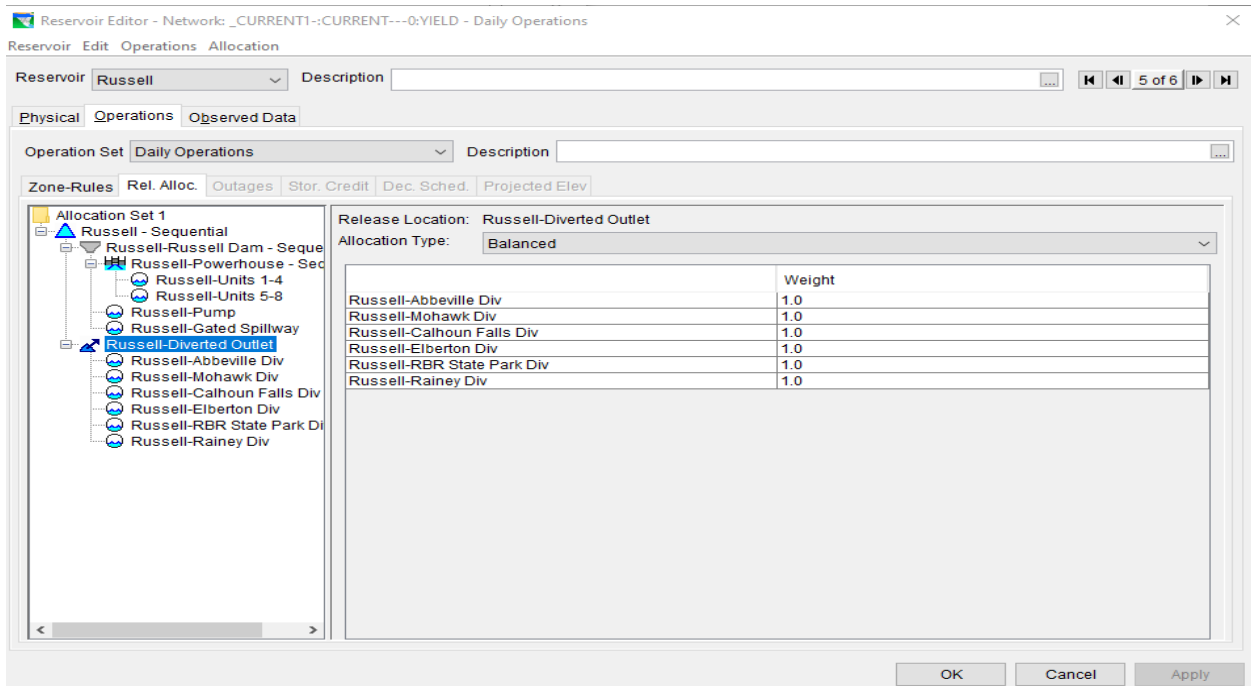 Reservoir Editor - Network: _CURRENT1-:CURRENT---0:YIELD - Daily Operations
Reservoir Edit Operations Allocation
Reservoir Russell Description ... 5 of 6
Physical Operations Observed Data
Operation Set Daily Operations Description ...
Zone-Rules Rel. Alloc. Outages Stor. Credit Dec. Sched. Projected Elev
Allocation Set 1
Russell - Sequential
Russell-Russell Dam - Seque
Russell-Powerhouse - Sec
Russell-Units 1-4
Russell-Units 5-8
Russell-Pump
Russell-Gated Spillway
Russell-Diverted Outlet
Russell-Abbeville Div
Russell-Mohawk Div
Russell-Calhoun Falls Div
Russell-Elberton Div
Russell-RBR State Park Di
Russell-Rainey Div
Release Location: Russell-Diverted Outlet
Allocation Type: Balanced
Weight
Russell-Abbeville Div 1.0
Russell-Mohawk Div 1.0
Russell-Calhoun Falls Div 1.0
Russell-Elberton Div 1.0
Russell-RBR State Park Div 1.0
Russell-Rainey Div 1.0
OK Cancel Apply